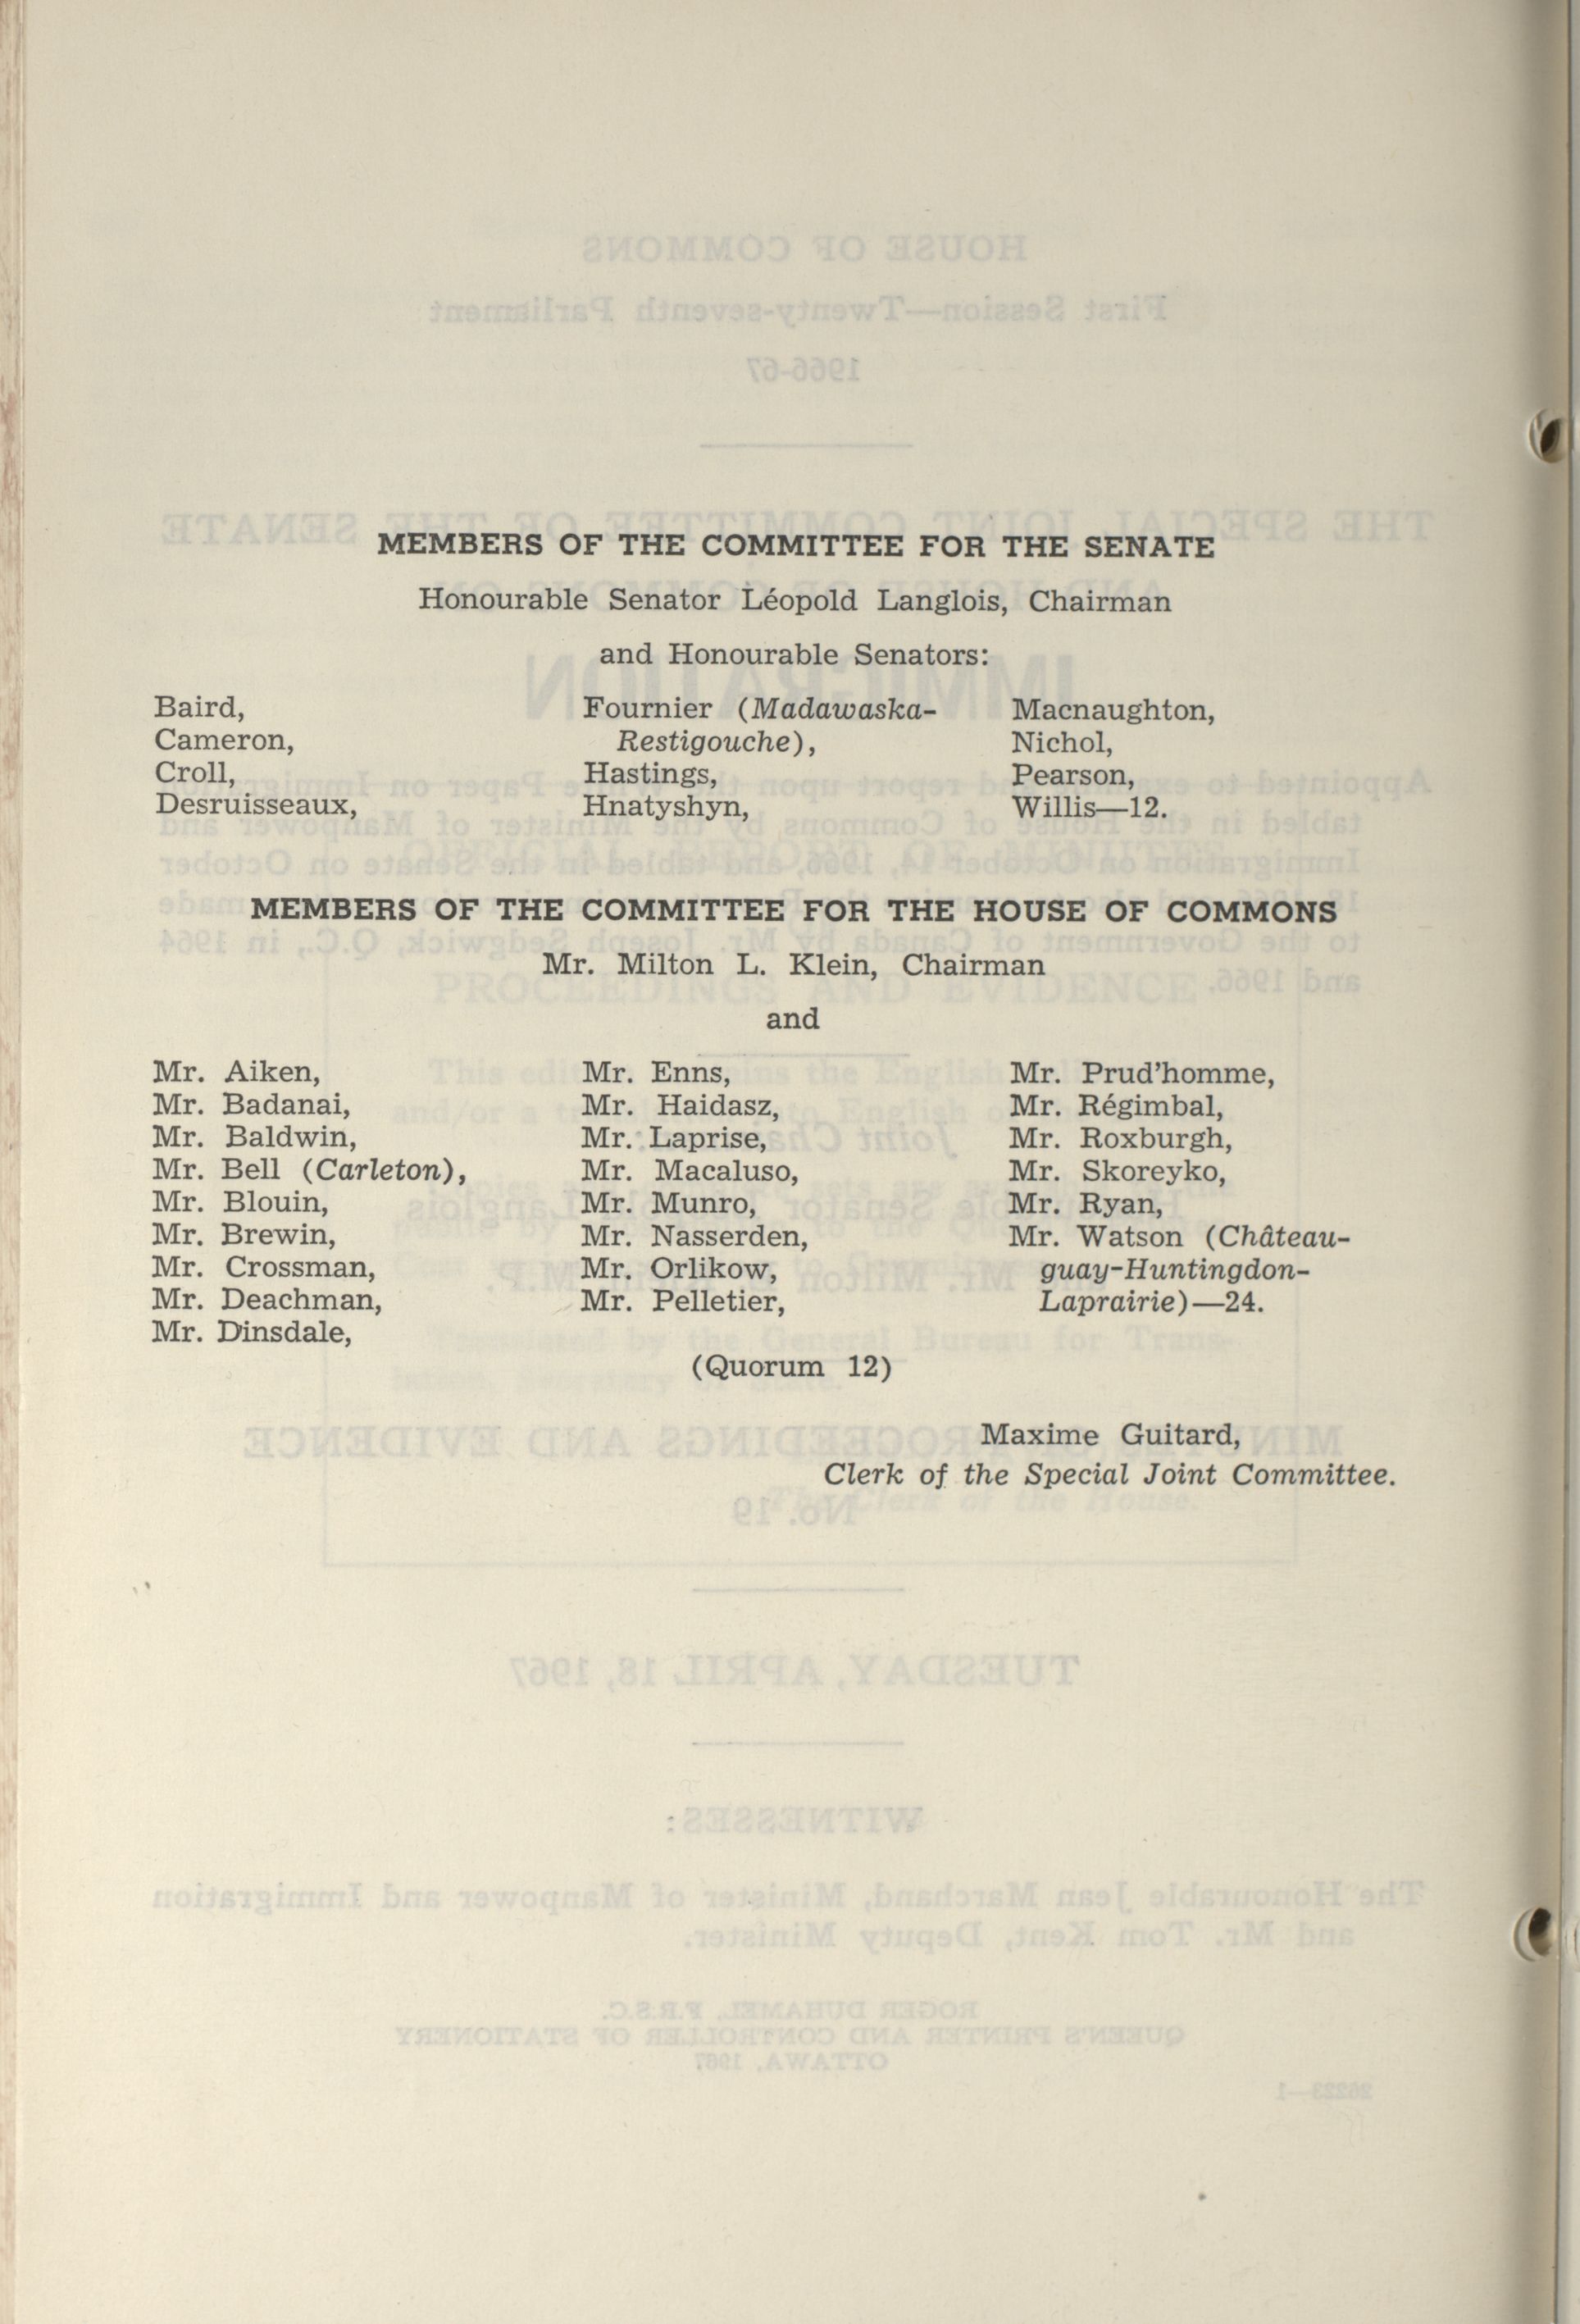 MEMBERS OF THE COMMITTEE FOR THE SENATE
Honourable Senator Léopold Langlois, Chairman
and Honourable Senators:
Baird,
Cameron,
Croll,
Desruisseaux,
Fournier (Madawaska-
Restigouche),
Hastings,
Hnatyshyn,
Macnaughton,
Nichol,
Pearson,
Willis—12.
MEMBERS OF THE COMMITTEE FOR THE HOUSE OF COMMONS
Mr. Milton L. Klein, Chairman
and
Mr. Aiken,
Mr. Badanai,
Mr. Baldwin,
Mr. Bell (Carleton),
Mr. Blouin,
Mr. Brewin,
Mr. Crossman,
Mr. Deachman,
Mr. Dinsdale,
Mr. Enns,
Mr. Haidasz,
Mr. Laprise,
Mr. Macaluso,
Mr. Munro,
Mr. Nasserden,
Mr. Orlikow,
Mr. Pelletier,
Mr. Prud'homme,
Mr. Régimbal,
Mr. Roxburgh,
Mr. Skoreyko,
Mr. Ryan,
Mr. Watson (Château-
guay-Huntingdon-
Laprairie)—24.
(Quorum 12)
Maxime Guitard,
Clerk of the Special Joint Committee.